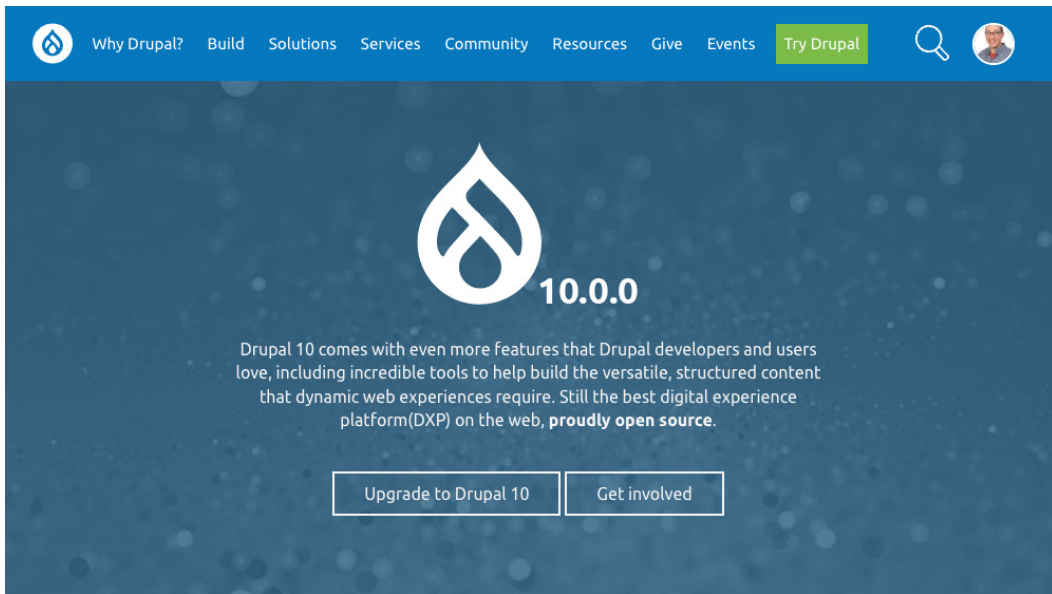 Why Drupal? Build Solutions Services Community Resources Give Events Try Drupal
10.0.0
Drupal 10 comes with even more features that Drupal developers and users
love, including incredible tools to help build the versatile, structured content
that dynamic web experiences require. Still the best digital experience
platform(DXP) on the web, proudly open source.
Upgrade to Drupal 10 Get involved